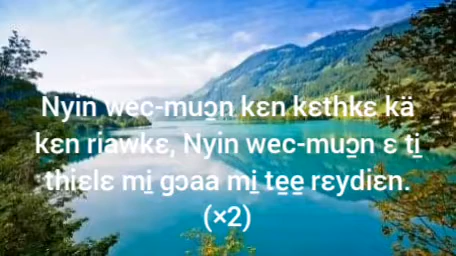 Nyin wec-muɔ̱n kɛn kɛthkɛ kä
kɛn riawkɛ, Nyin wec-muɔ̱n ɛ ti̱
thiɛlɛ mi̱ gɔaa mi̱ te̱e̱ rɛydiɛn.
(×2)